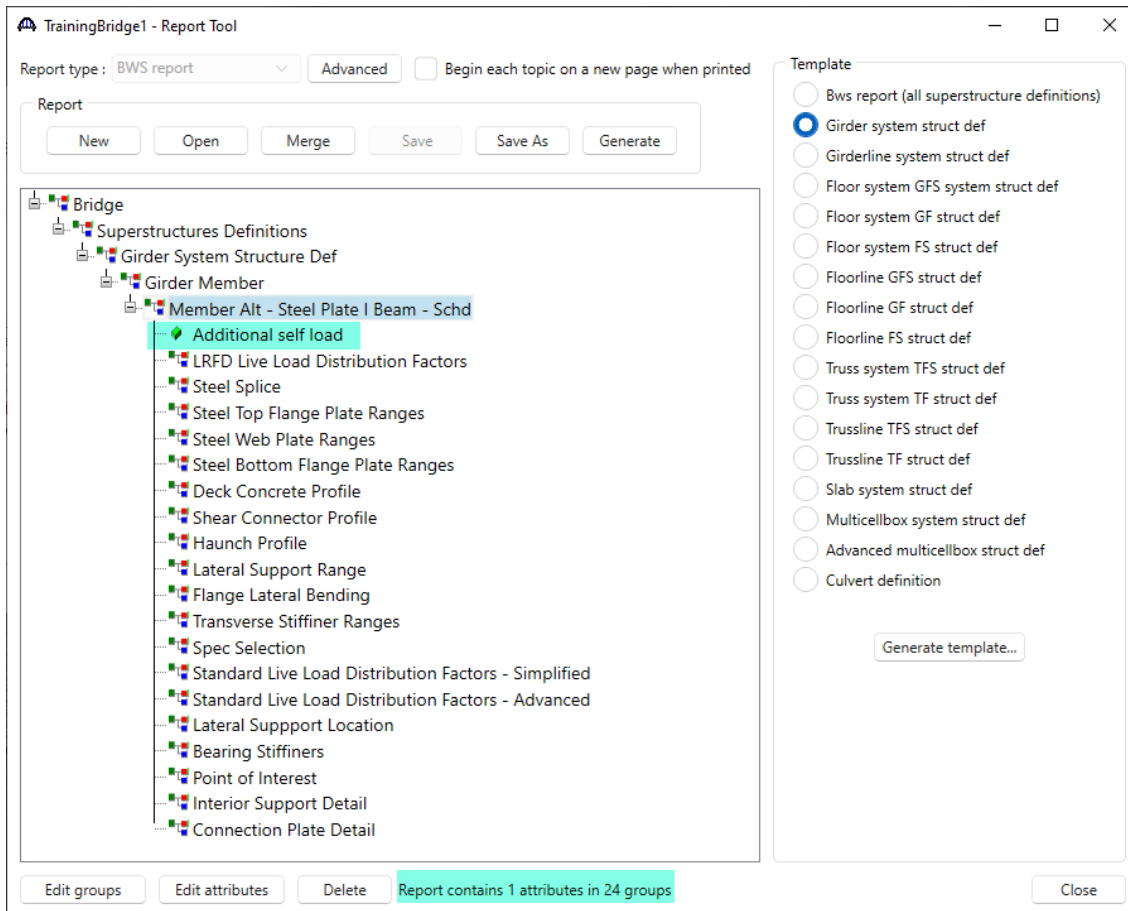 TrainingBridge1 - Report Tool
Report type : BWS report Advanced Begin each topic on a new page when printed
Report
New Open Merge Save Save As Generate
Bridge
Superstructures Definitions
Girder System Structure Def
Girder Member
Member Alt - Steel Plate I Beam - Schd
Additional self load
LRFD Live Load Distribution Factors
Steel Splice
Steel Top Flange Plate Ranges
Steel Web Plate Ranges
Steel Bottom Flange Plate Ranges
Deck Concrete Profile
Shear Connector Profile
Haunch Profile
Lateral Support Range
Flange Lateral Bending
Transverse Stiffiner Ranges
Spec Selection
Standard Live Load Distribution Factors - Simplified
Standard Live Load Distribution Factors - Advanced
Lateral Suppport Location
Bearing Stiffiners
Point of Interest
Interior Support Detail
Connection Plate Detail
Template
Bws report (all superstructure definitions)
Girder system struct def
Girderline system struct def
Floor system GFS system struct def
Floor system GF struct def
Floor system FS struct def
Floorline GFS struct def
Floorline GF struct def
Floorline FS struct def
Truss system TFS struct def
Truss system TF struct def
Trussline TFS struct def
Trussline TF struct def
Slab system struct def
Multicellbox system struct def
Advanced multicellbox struct def
Culvert definition
Generate template...
Edit groups Edit attributes Delete Report contains 1 attributes in 24 groups Close